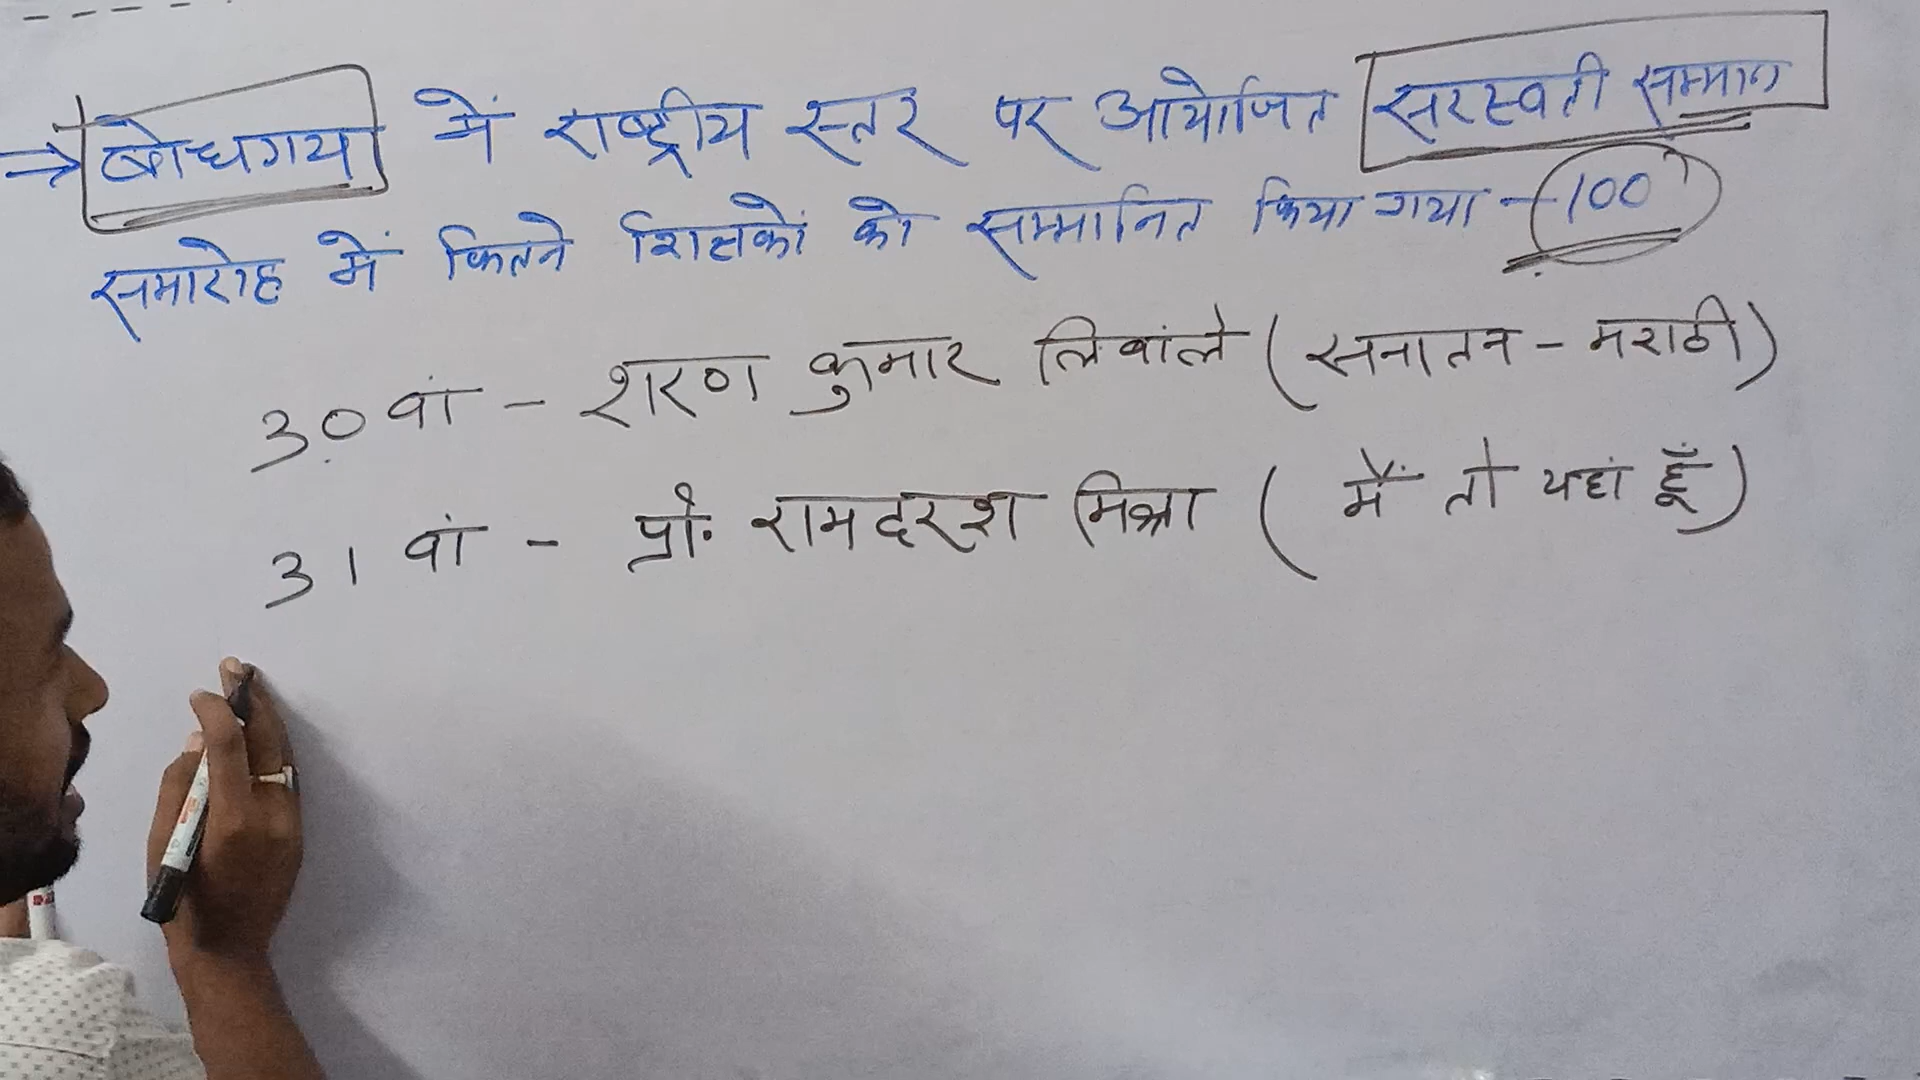 → बोधगया में राष्ट्रीय स्तर पर आयोजित सरस्वती सम्मान
समारोह में कितने शिक्षकों को सम्मानित किया गया - 100
30 वां - शरण कुमार लिंबाले (सनातन - मराठी)
31 वां - प्रो. रामदरश मिश्रा ( मैं तो यहां हूँ )